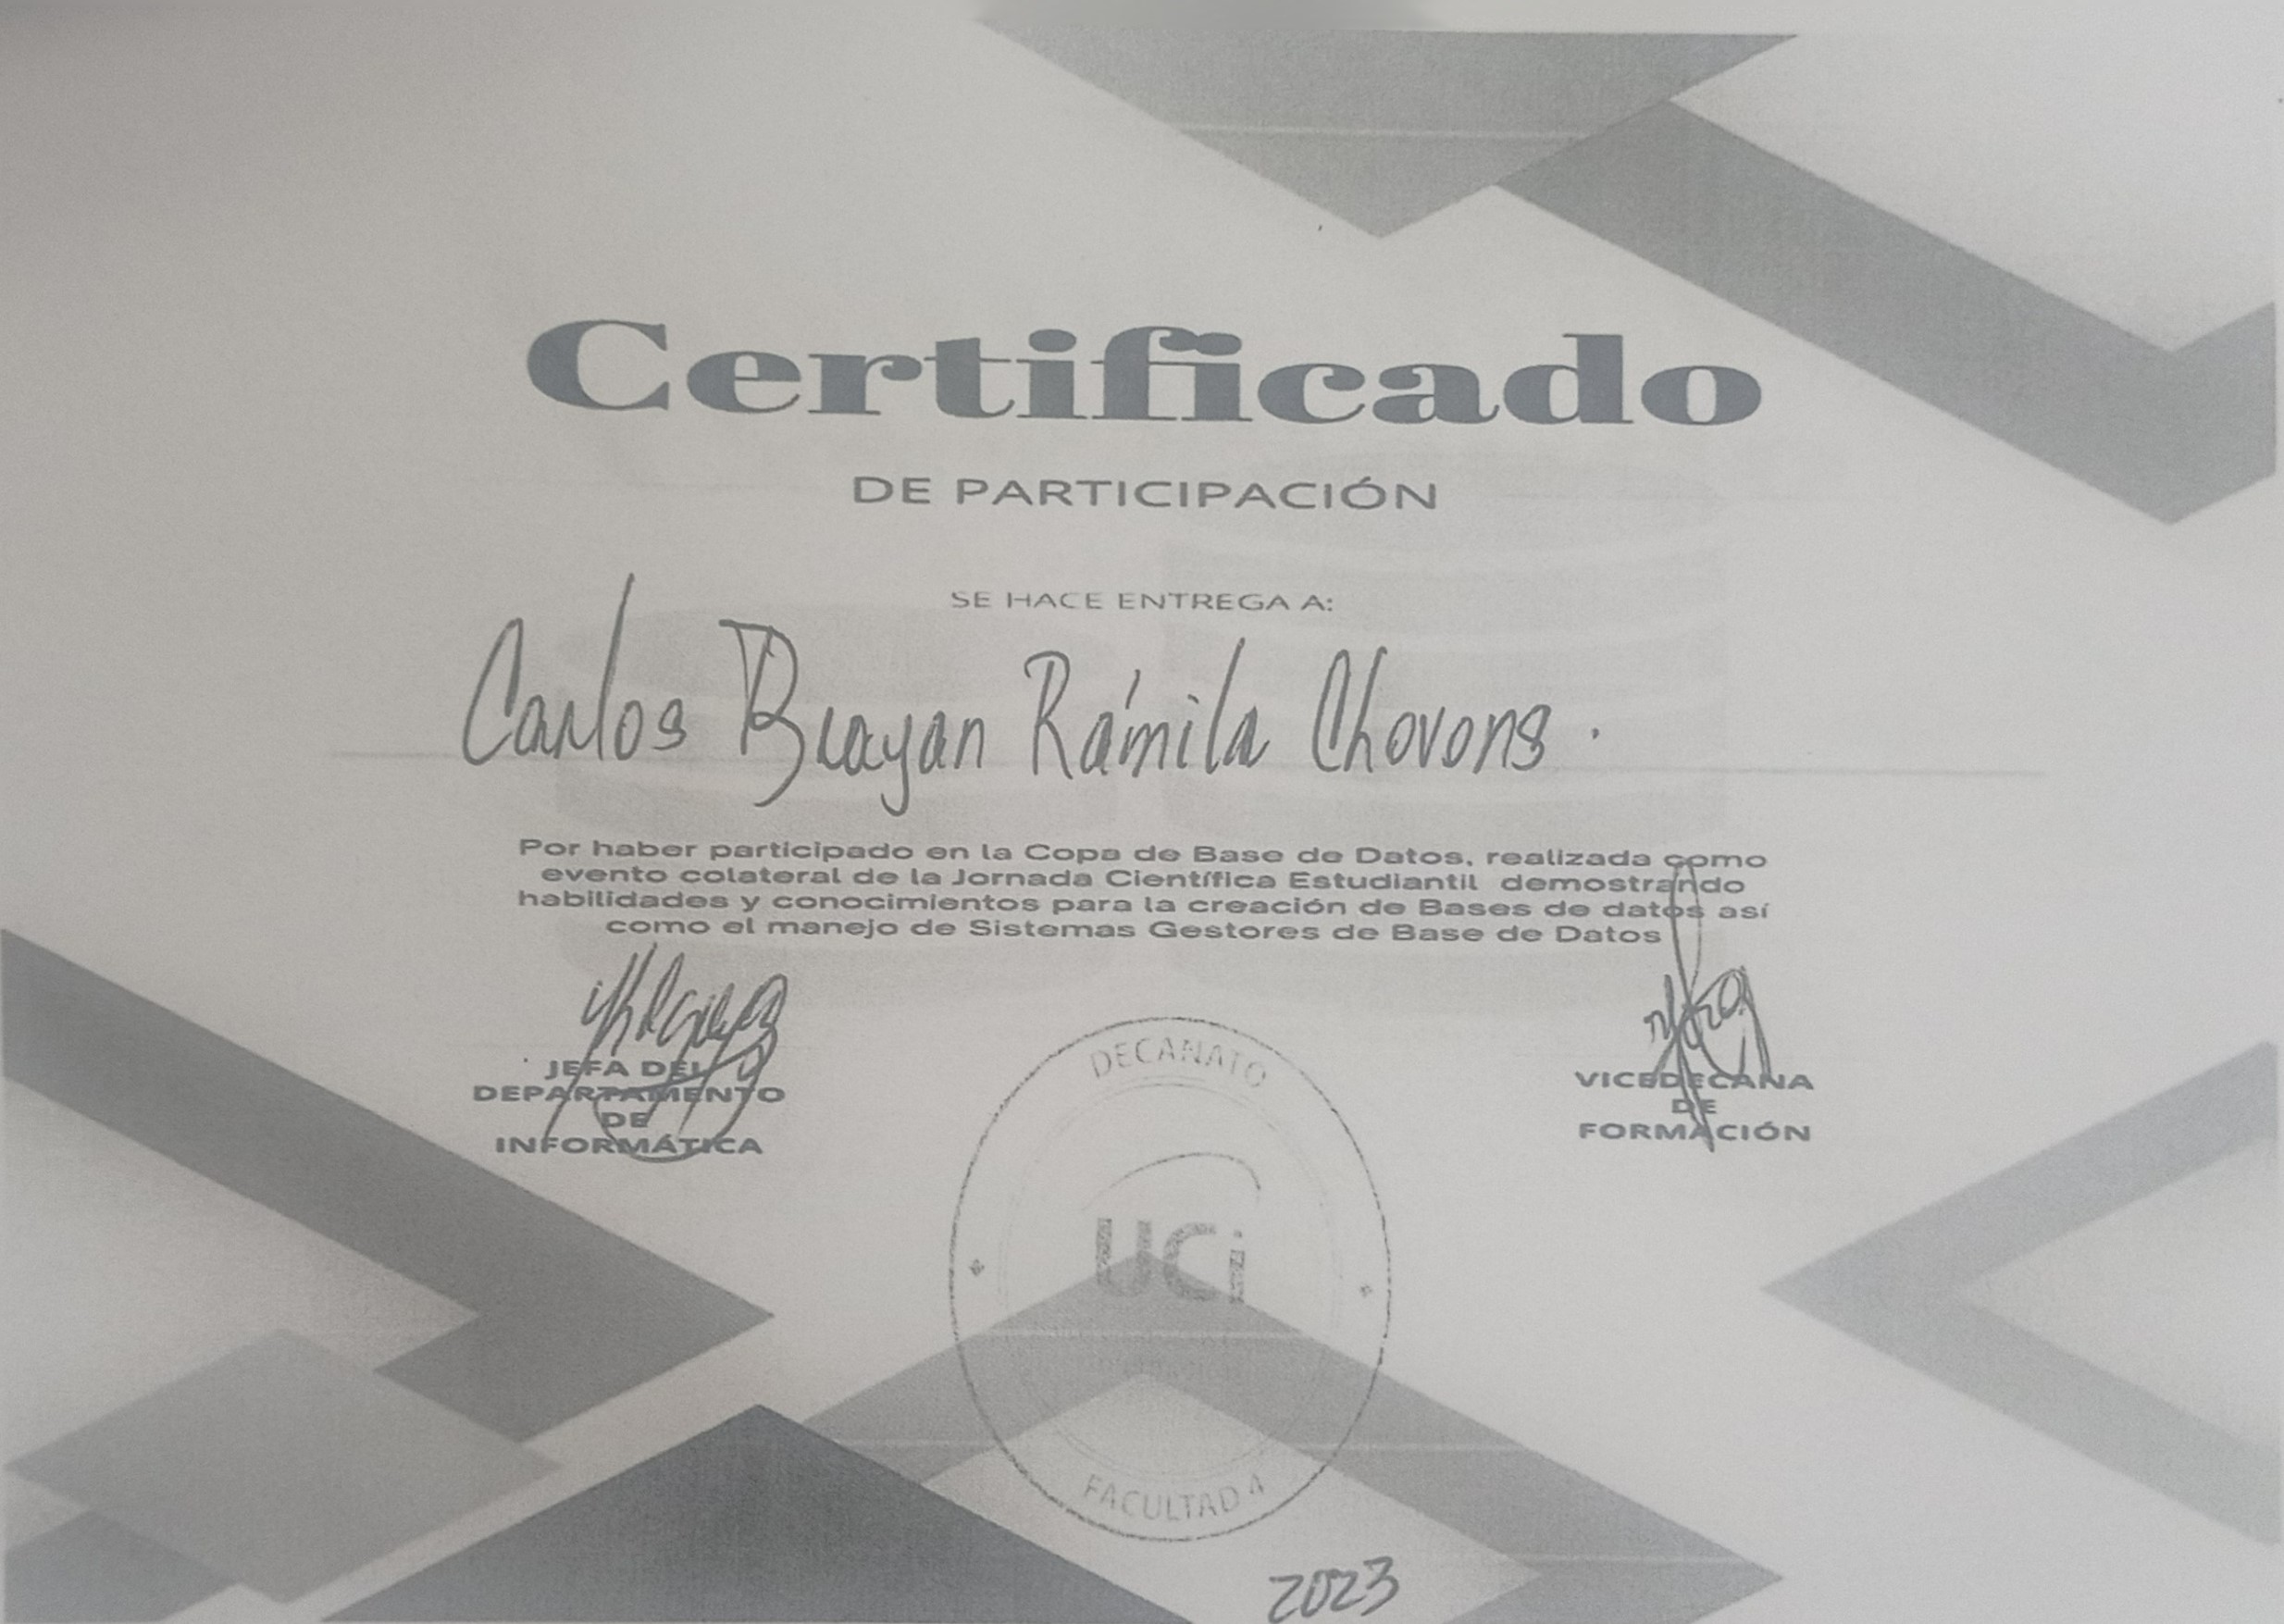 Certificado
DE PARTICIPACIÓN
SE HACE ENTREGA A:
Carlos Brayan Rámila Chovons.
Por haber participado en la Copa de Base de Datos, realizada como
evento colateral de la Jornada Científica Estudiantil demostrando
habilidades y conocimientos para la creación de Bases de datos así
como el manejo de Sistemas Gestores de Base de Datos
JEFA DEL
DEPARTAMENTO
DE
INFORMÁTICA
VICEDECANA
DE
FORMACIÓN
DECANATO
UCi
FACULTAD 4
2023